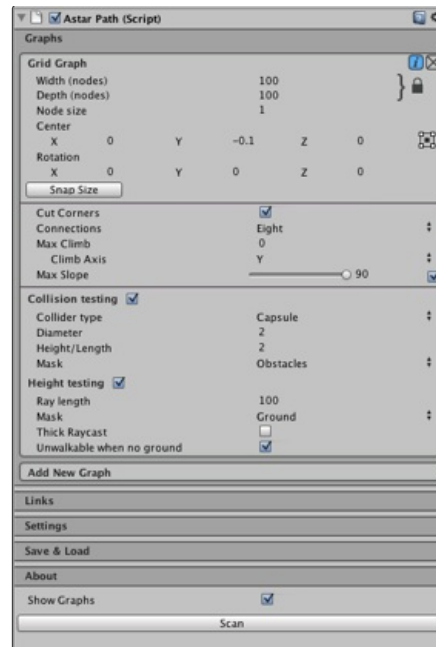 Astar Path (Script)
Graphs
Grid Graph
Width (nodes) 100
Depth (nodes) 100
Node size 1
Center
X 0 Y -0.1 Z 0
Rotation
X 0 Y 0 Z 0
Snap Size
Cut Corners
Connections Eight
Max Climb 0
Climb Axis Y
Max Slope 90
Collision testing
Collider type Capsule
Diameter 2
Height/Length 2
Mask Obstacles
Height testing
Ray length 100
Mask Ground
Thick Raycast
Unwalkable when no ground
Add New Graph
Links
Settings
Save & Load
About
Show Graphs
Scan